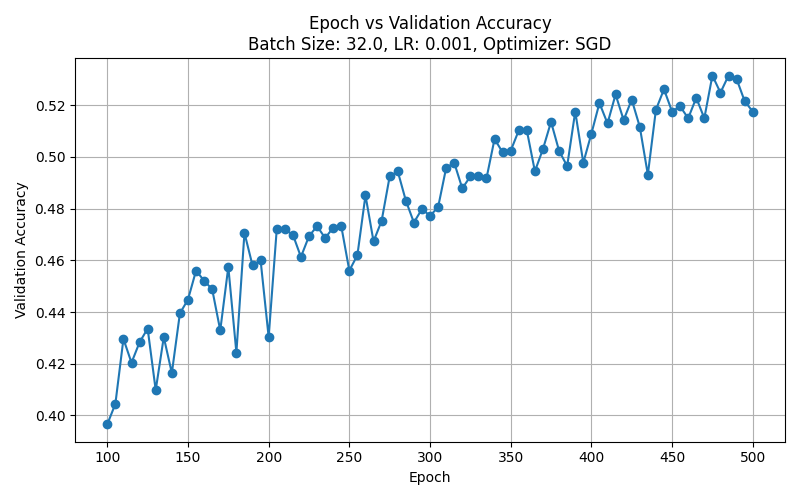 Epoch vs Validation Accuracy
Batch Size: 32.0, LR: 0.001, Optimizer: SGD
Validation Accuracy
0.52
0.50
0.48
0.46
0.44
0.42
0.40
100 150 200 250 300 350 400 450 500
Epoch